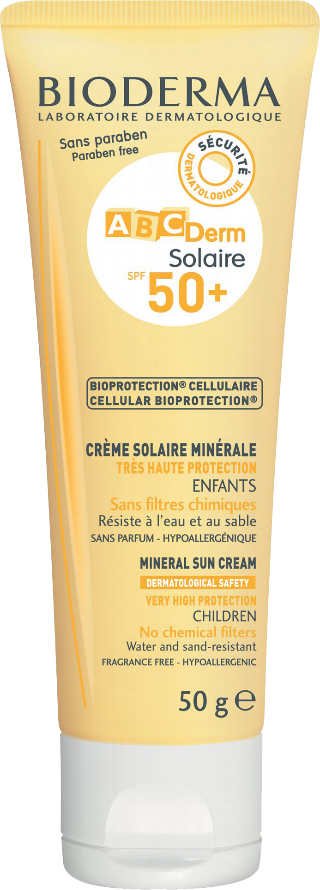 BIODERMA
LABORATOIRE DERMATOLOGIQUE
Sans paraben
Paraben free
SÉCURITÉ
DERMATOLOGIQUE
ABCDerm
Solaire
SPF 50+
BIOPROTECTION® CELLULAIRE
CELLULAR BIOPROTECTION®
CRÈME SOLAIRE MINÉRALE
TRÈS HAUTE PROTECTION
ENFANTS
Sans filtres chimiques
Résiste à l'eau et au sable
SANS PARFUM - HYPOALLERGÉNIQUE
MINERAL SUN CREAM
DERMATOLOGICAL SAFETY
VERY HIGH PROTECTION
CHILDREN
No chemical filters
Water and sand-resistant
FRAGRANCE FREE - HYPOALLERGENIC
50 g e